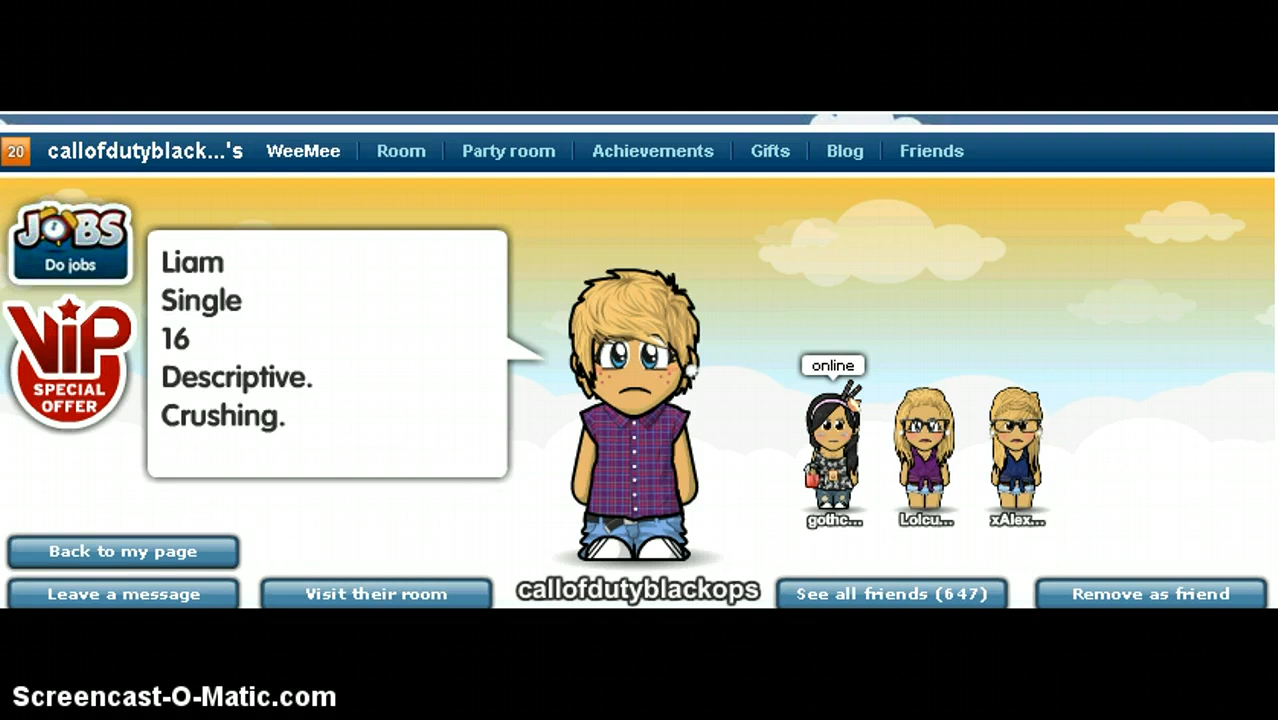 20 callofdutyblack...'s WeeMee Room Party room Achievements Gifts Blog Friends
JOBS
Do jobs
ViP
SPECIAL
OFFER
Liam
Single
16
Descriptive.
Crushing.
online
gothc... Lolcu... xAlex...
Back to my page
Leave a message Visit their room callofdutyblackops See all friends (647) Remove as friend
Screencast-O-Matic.com